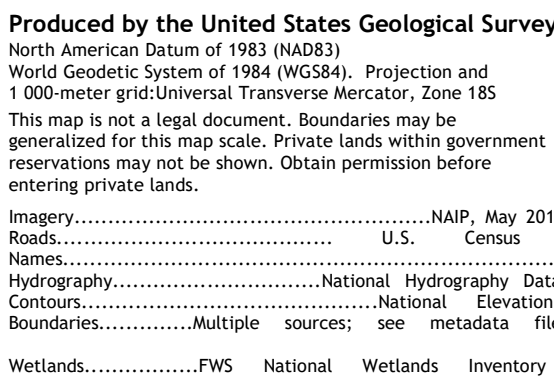 Produced by the United States Geological Survey
North American Datum of 1983 (NAD83)
World Geodetic System of 1984 (WGS84). Projection and
1 000-meter grid:Universal Transverse Mercator, Zone 18S
This map is not a legal document. Boundaries may be
generalized for this map scale. Private lands within government
reservations may not be shown. Obtain permission before
entering private lands.
Imagery....................................................NAIP, May 201
Roads........................................ U.S. Census
Names.....................................................................
Hydrography..............................National Hydrography Data
Contours...........................................National Elevation
Boundaries..............Multiple sources; see metadata file
Wetlands.................FWS National Wetlands Inventory